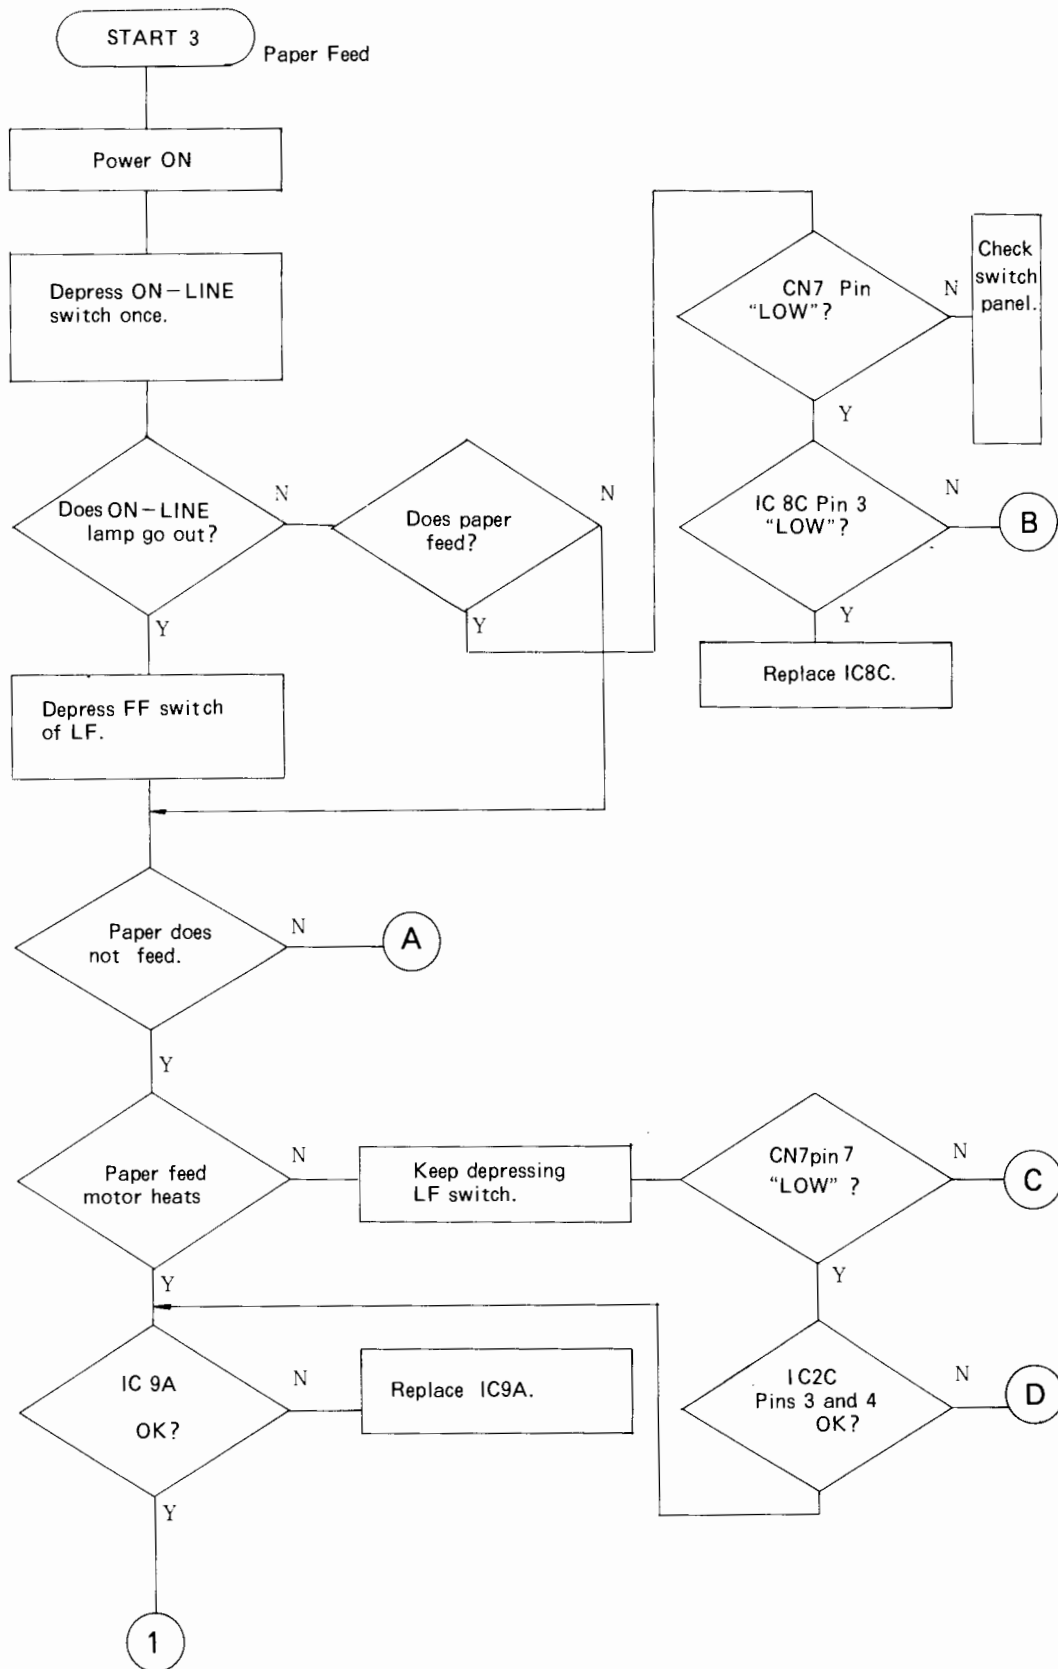 START 3
Paper Feed
Power ON
Depress ON-LINE
switch once.
Does ON-LINE
lamp go out?
N
Y
Does paper
feed?
N
Y
CN7 Pin
"LOW"?
N
Y
Check
switch
panel.
IC 8C Pin 3
"LOW"?
N
Y
B
Replace IC8C.
Depress FF switch
of LF.
Paper does
not feed.
N
Y
A
Paper feed
motor heats
N
Y
Keep depressing
LF switch.
CN7pin 7
"LOW" ?
N
Y
C
IC 9A
OK?
N
Y
Replace IC9A.
IC2C
Pins 3 and 4
OK?
N
D
1